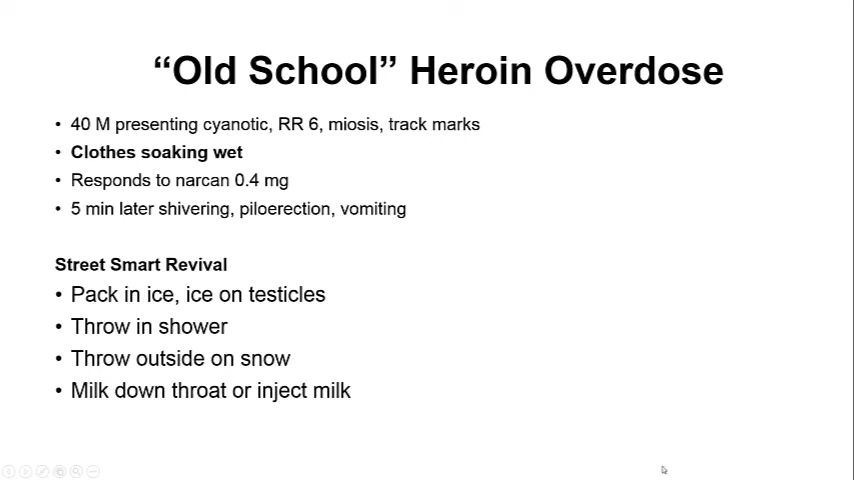 “Old School” Heroin Overdose
• 40 M presenting cyanotic, RR 6, miosis, track marks
• Clothes soaking wet
• Responds to narcan 0.4 mg
• 5 min later shivering, piloerection, vomiting
Street Smart Revival
• Pack in ice, ice on testicles
• Throw in shower
• Throw outside on snow
• Milk down throat or inject milk